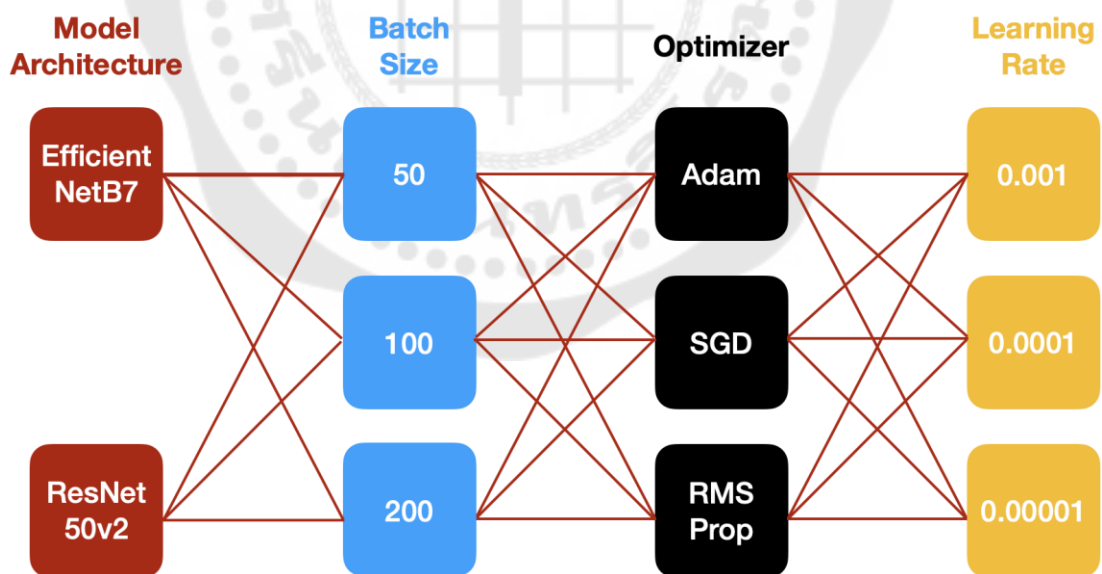 Model
Architecture
Batch
Size
Optimizer
Learning
Rate
Efficient
NetB7
50
Adam
0.001
100
SGD
0.0001
ResNet
50v2
200
RMS
Prop
0.00001